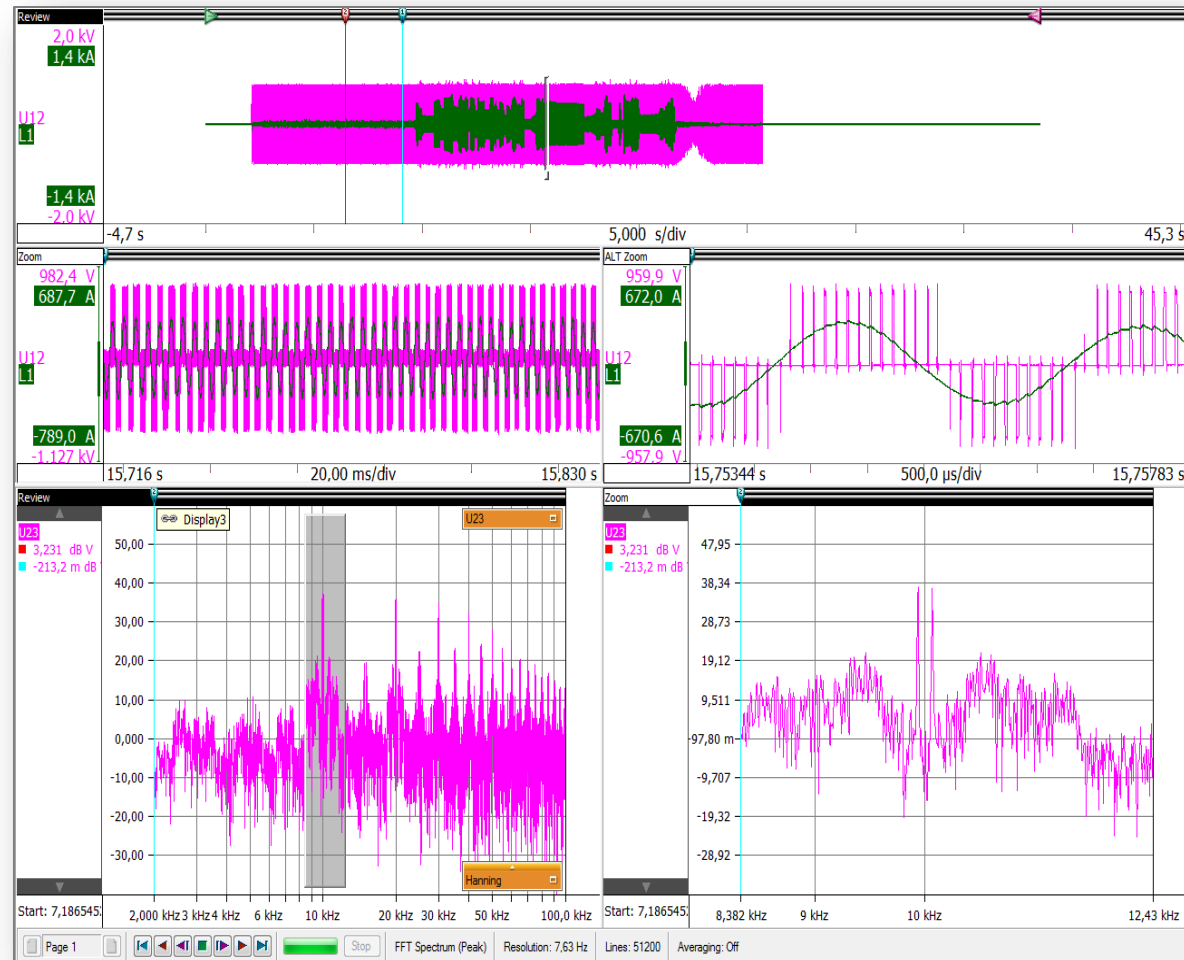 Review
2,0 kV
1,4 kA
U12
L1
-1,4 kA
-2,0 kV
-4,7 s 5,000 s/div 45,3 s
2 1
Zoom
982,4 V
687,7 A
U12
L1
-789,0 A
-1,127 kV
15,716 s 20,00 ms/div 15,830 s
ALT Zoom
959,9 V
672,0 A
U12
L1
-670,6 A
-957,9 V
15,75344 s 500,0 µs/div 15,75783 s
Review
Display3
U23
U23
3,231 dB V
-213,2 m dB
50,00
40,00
30,00
20,00
10,00
0,000
-10,00
-20,00
-30,00
Hanning
Start: 7,186545
2,000 kHz 3 kHz 4 kHz 6 kHz 10 kHz 20 kHz 30 kHz 50 kHz 100,0 kHz
Zoom
U23
3,231 dB V
-213,2 m dB
47,95
38,34
28,73
19,12
9,511
-97,80 m
-9,707
-19,32
-28,92
Start: 7,186545
8,382 kHz 9 kHz 10 kHz 12,43 kHz
Page 1 Stop FFT Spectrum (Peak) Resolution: 7,63 Hz Lines: 51200 Averaging: Off